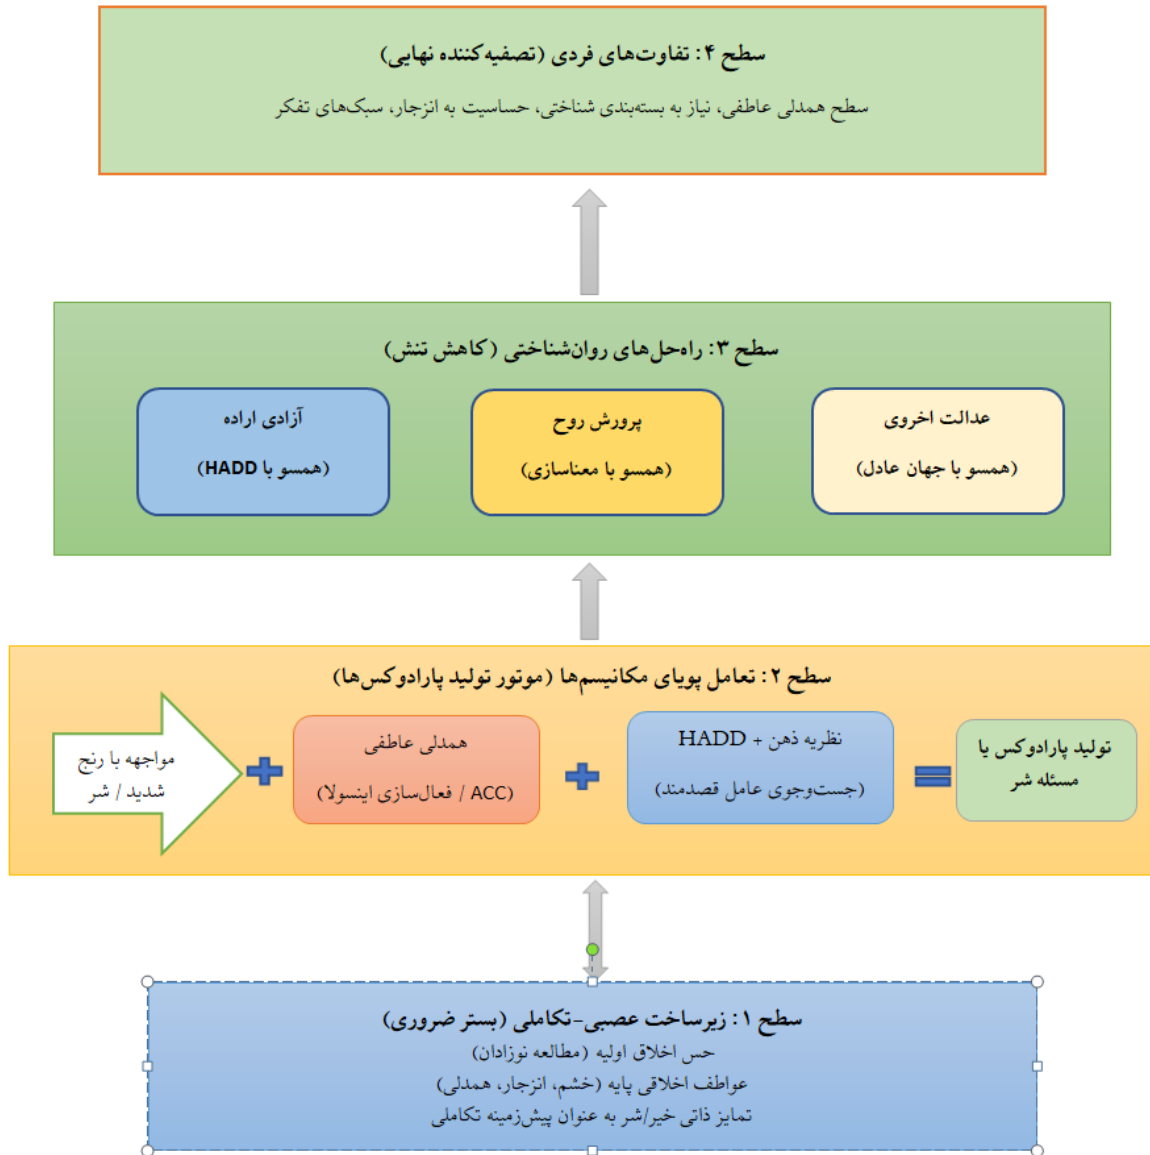 سطح ۴: تفاوت‌های فردی (تصفیه‌کننده نهایی)
سطح همدلی عاطفی، نیاز به بسته‌بندی شناختی، حساسیت به انزجار، سبک‌های تفکر
سطح ۳: راه‌حل‌های روان‌شناختی (کاهش تنش)
عدالت اخروی
(همسو با جهان عادل)
پرورش روح
(همسو با معناسازی)
آزادی اراده
(همسو با HADD)
سطح ۲: تعامل پویای مکانیسم‌ها (موتور تولید پارادوکس‌ها)
مواجهه با رنج
شدید / شر
+
همدلی عاطفی
(فعال‌سازی اینسولا / ACC)
+
نظریه ذهن + HADD
(جست‌وجوی عامل قصدمند)
=
تولید پارادوکس یا
مسئله شر
سطح ۱: زیرساخت عصبی-تکاملی (بستر ضروری)
حس اخلاق اولیه (مطالعه نوزادان)
عواطف اخلاقی پایه (خشم، انزجار، همدلی)
تمایز ذاتی خیر/شر به عنوان پیش‌زمینه تکاملی